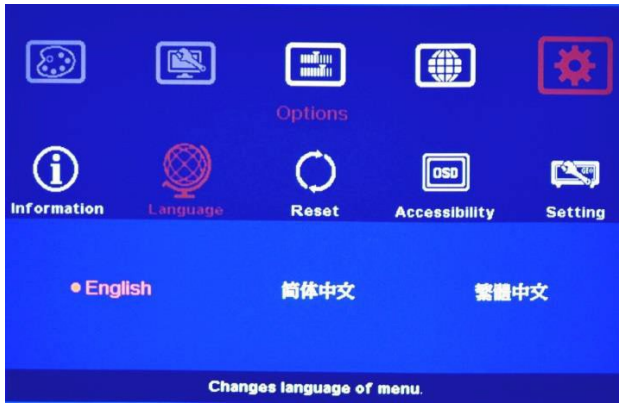 Options
OSD
Information
Language
Reset
Accessibility
Setting
English
简体中文
繁體中文
Changes language of menu.